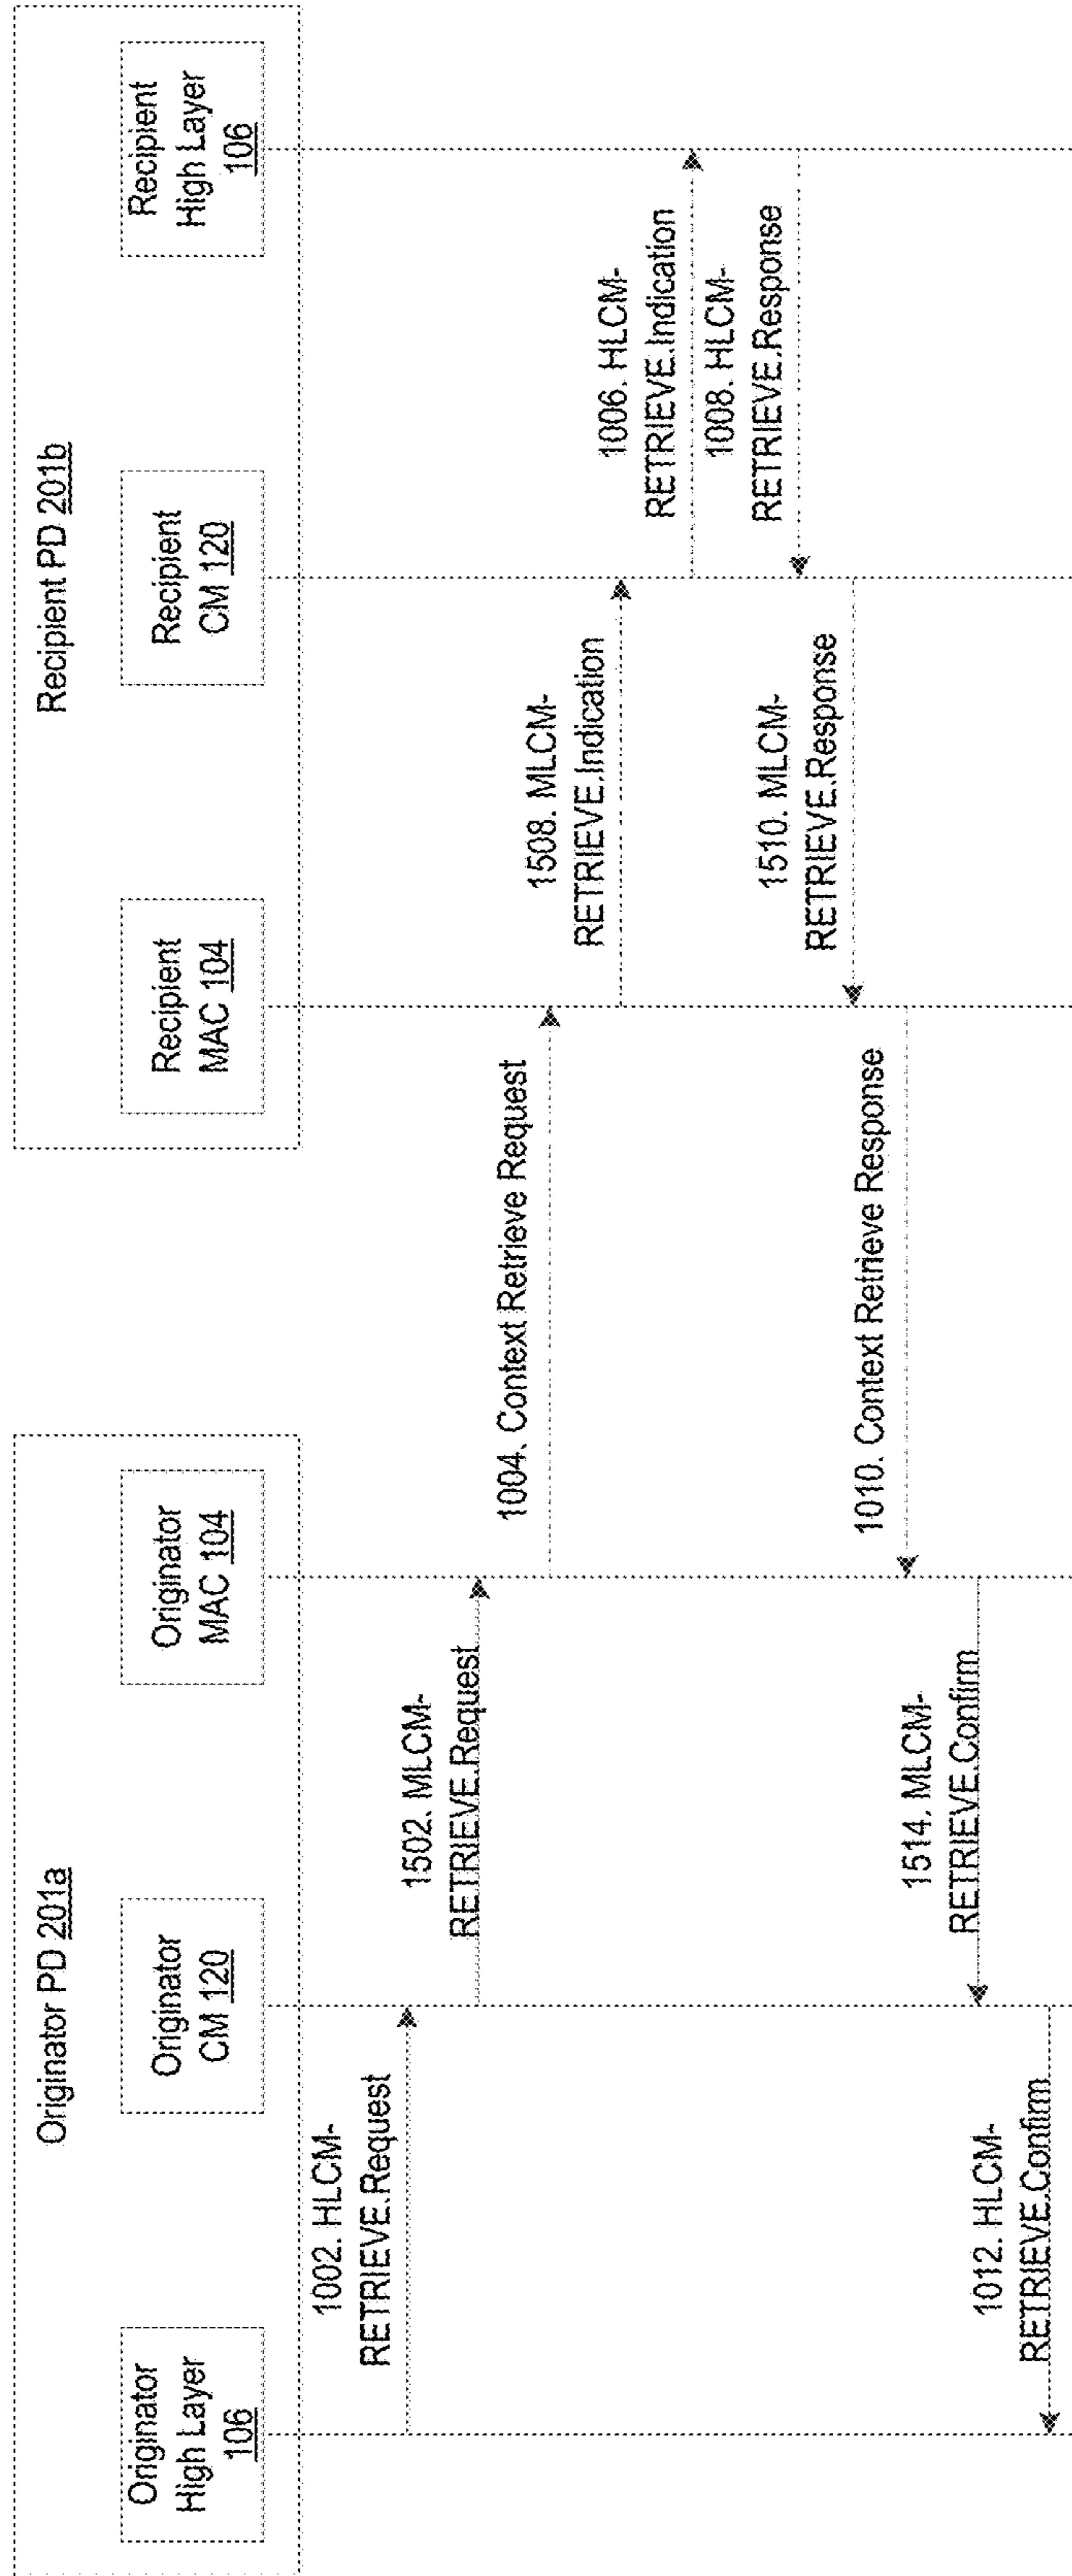 Originator PD 201a
Recipient PD 201b
Originator
High Layer
106
Originator
CM 120
Originator
MAC 104
Recipient
MAC 104
Recipient
CM 120
Recipient
High Layer
106
1002. HLCM-
RETRIEVE.Request
1502. MLCM-
RETRIEVE.Request
1004. Context Retrieve Request
1508. MLCM-
RETRIEVE.Indication
1006. HLCM-
RETRIEVE.Indication
1008. HLCM-
RETRIEVE.Response
1510. MLCM-
RETRIEVE.Response
1010. Context Retrieve Response
1514. MLCM-
RETRIEVE.Confirm
1012. HLCM-
RETRIEVE.Confirm